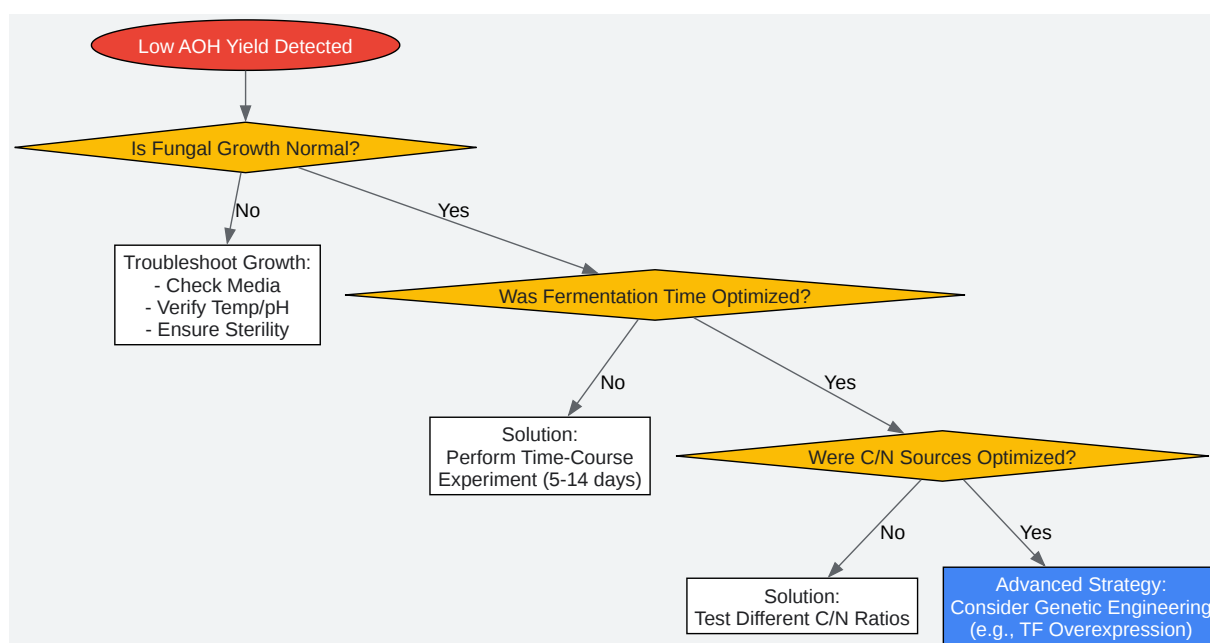 Low AOH Yield Detected
Is Fungal Growth Normal?
No
Yes
Troubleshoot Growth:
- Check Media
- Verify Temp/pH
- Ensure Sterility
Was Fermentation Time Optimized?
No
Yes
Solution:
Perform Time-Course
Experiment (5-14 days)
Were C/N Sources Optimized?
No
Yes
Solution:
Test Different C/N Ratios
Advanced Strategy:
Consider Genetic Engineering
(e.g., TF Overexpression)